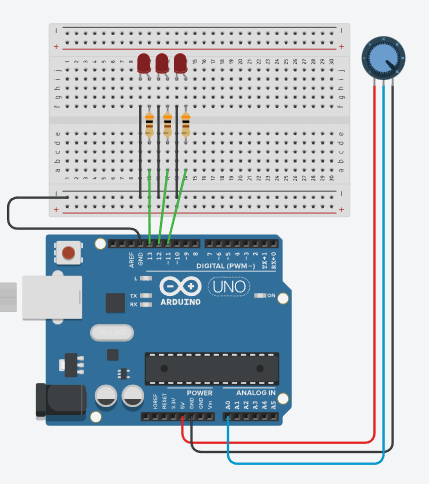 AREF
GND
13
12
~11
~10
~9
8
7
~6
~5
4
~3
2
TX→1
RX←0
DIGITAL (PWM~)
L
TX
RX
ARDUINO
UNO
ON
POWER
ANALOG IN
IOREF
RESET
3.3V
5V
GND
GND
Vin
A0
A1
A2
A3
A4
A5